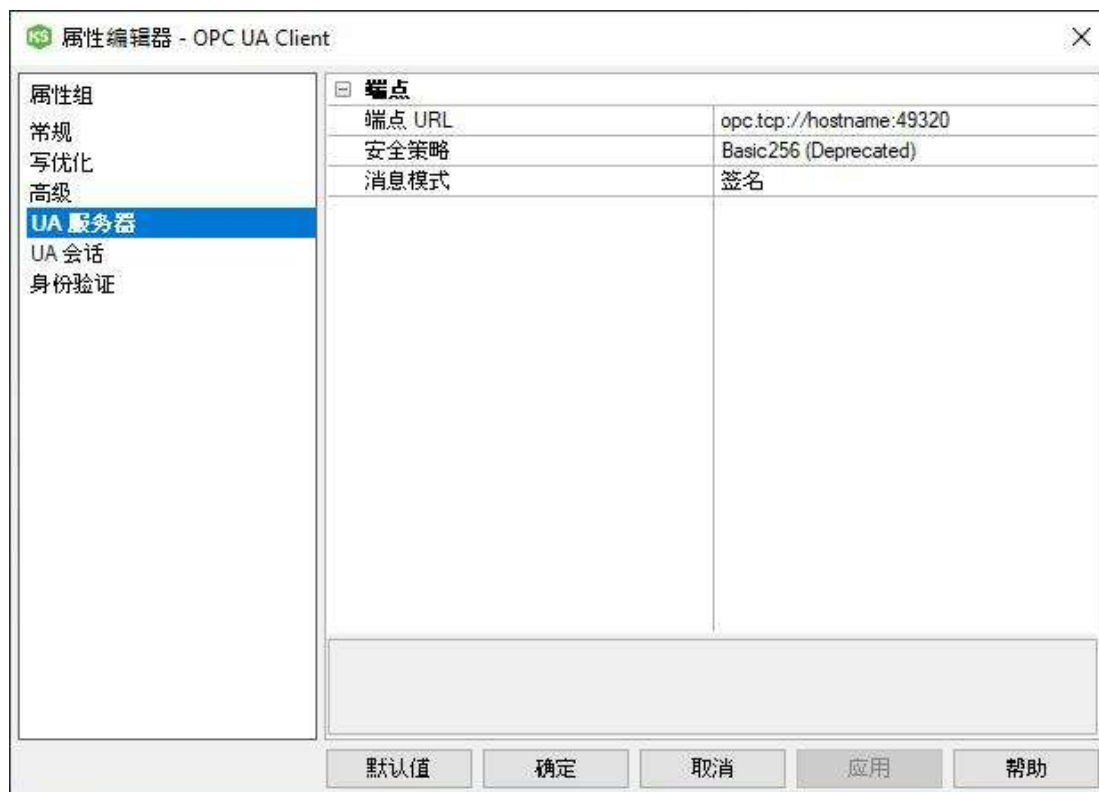 KS 属性编辑器 - OPC UA Client
属性组
常规
写优化
高级
UA 服务器
UA 会话
身份验证
端点
端点 URL opc.tcp://hostname:49320
安全策略 Basic256 (Deprecated)
消息模式 签名
默认值 确定 取消 应用 帮助